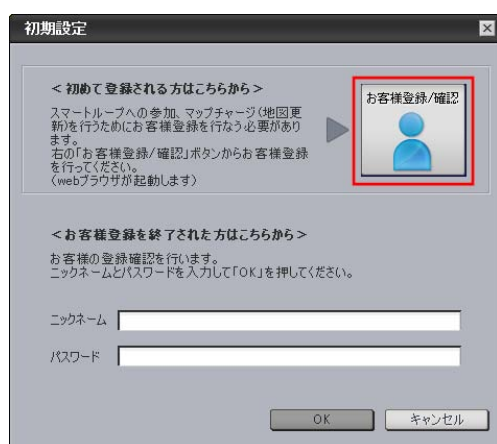 初期設定
＜初めて登録される方はこちらから＞
スマートループへの参加、マップチャージ(地図更
新)を行うためにお客様登録を行なう必要があり
ます。
右の「お客様登録/確認」ボタンからお客様登録
を行ってください。
(webブラウザが起動します)
お客様登録/確認
＜お客様登録を終了された方はこちらから＞
お客様の登録確認を行います。
ニックネームとパスワードを入力して「OK」を押してください。
ニックネーム
パスワード
OK
キャンセル